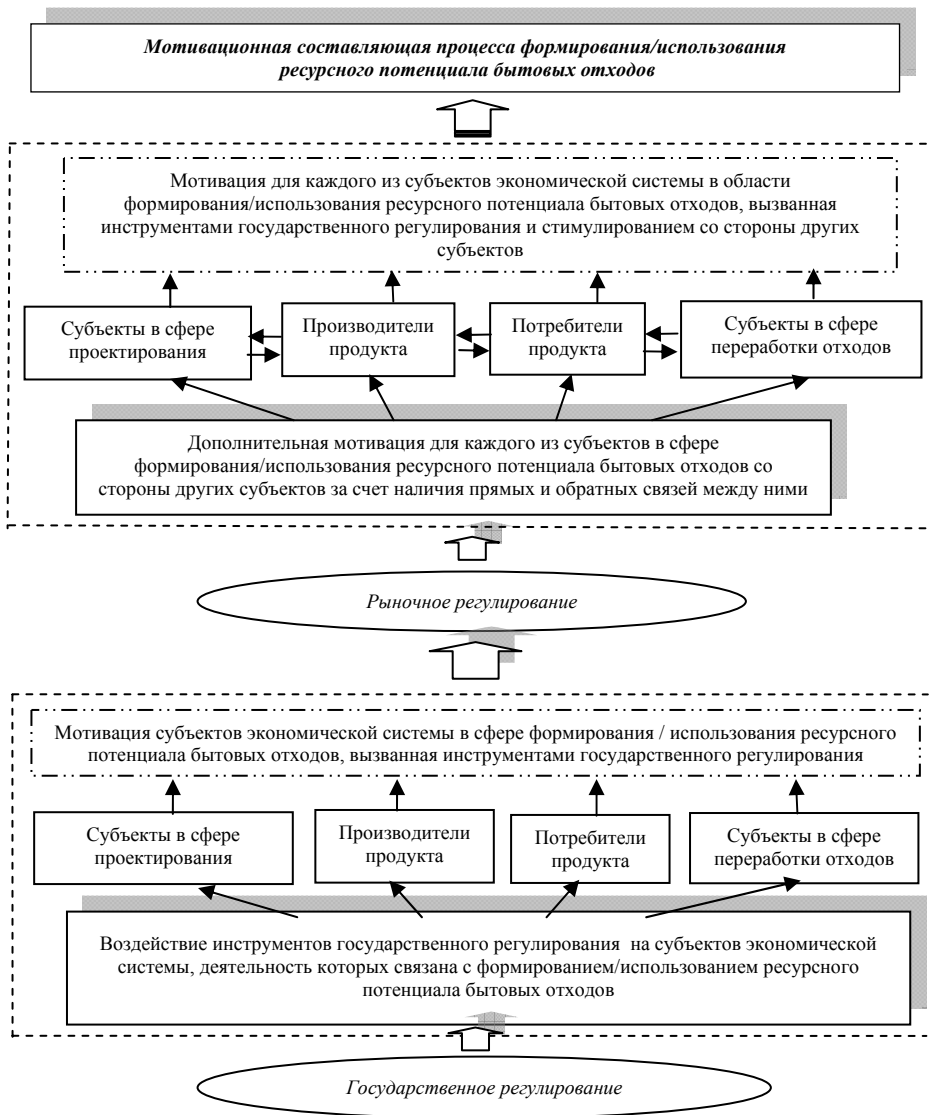 Мотивационная составляющая процесса формирования/использования
ресурсного потенциала бытовых отходов
Мотивация для каждого из субъектов экономической системы в области
формирования/использования ресурсного потенциала бытовых отходов, вызванная
инструментами государственного регулирования и стимулированием со стороны других
субъектов
Субъекты в сфере
проектирования
Производители
продукта
Потребители
продукта
Субъекты в сфере
переработки отходов
Дополнительная мотивация для каждого из субъектов в сфере
формирования/использования ресурсного потенциала бытовых отходов со
стороны других субъектов за счет наличия прямых и обратных связей между ними
Рыночное регулирование
Мотивация субъектов экономической системы в сфере формирования / использования ресурсного
потенциала бытовых отходов, вызванная инструментами государственного регулирования
Субъекты в сфере
проектирования
Производители
продукта
Потребители
продукта
Субъекты в сфере
переработки отходов
Воздействие инструментов государственного регулирования на субъектов экономической
системы, деятельность которых связана с формированием/использованием ресурсного
потенциала бытовых отходов
Государственное регулирование